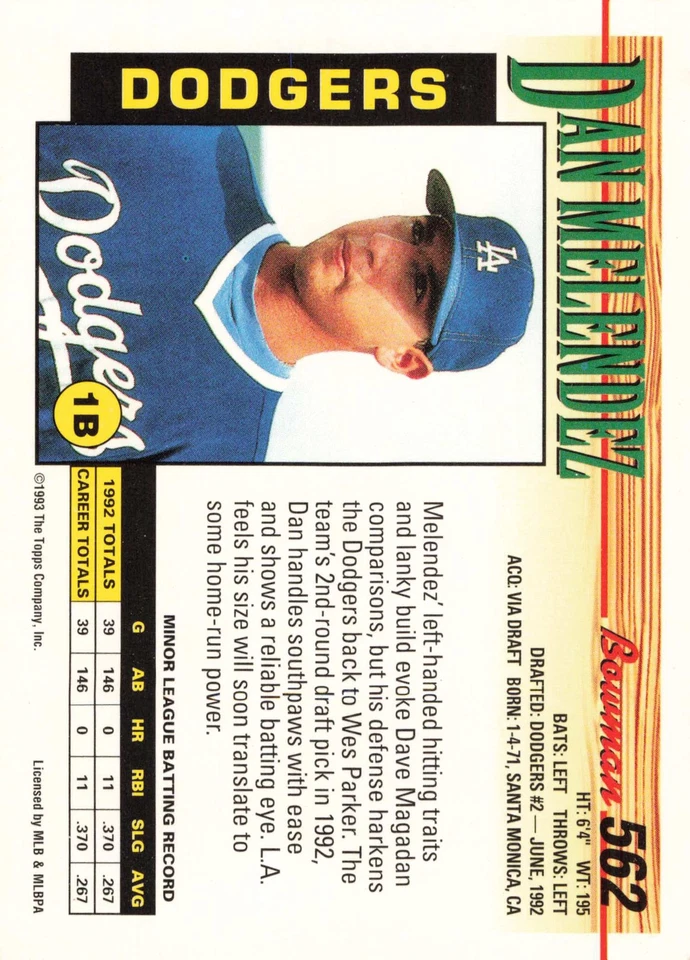 DAN MELENDEZ
Bowman 562
HT: 6'4" WT: 195
BATS: LEFT THROWS: LEFT
DRAFTED: DODGERS #2 — JUNE, 1992
ACQ: VIA DRAFT BORN: 1-4-71, SANTA MONICA, CA
DODGERS
LA
Dodgers
1B
Melendez' left-handed hitting traits
and lanky build evoke Dave Magadan
comparisons, but his defense harkens
the Dodgers back to Wes Parker. The
team's 2nd-round draft pick in 1992,
Dan handles southpaws with ease
and shows a reliable batting eye. L.A.
feels his size will soon translate to
some home-run power.
MINOR LEAGUE BATTING RECORD
G AB HR RBI SLG AVG
1992 TOTALS 39 146 0 11 .370 .267
CAREER TOTALS 39 146 0 11 .370 .267
©1993 The Topps Company, Inc. Licensed by MLB & MLBPA